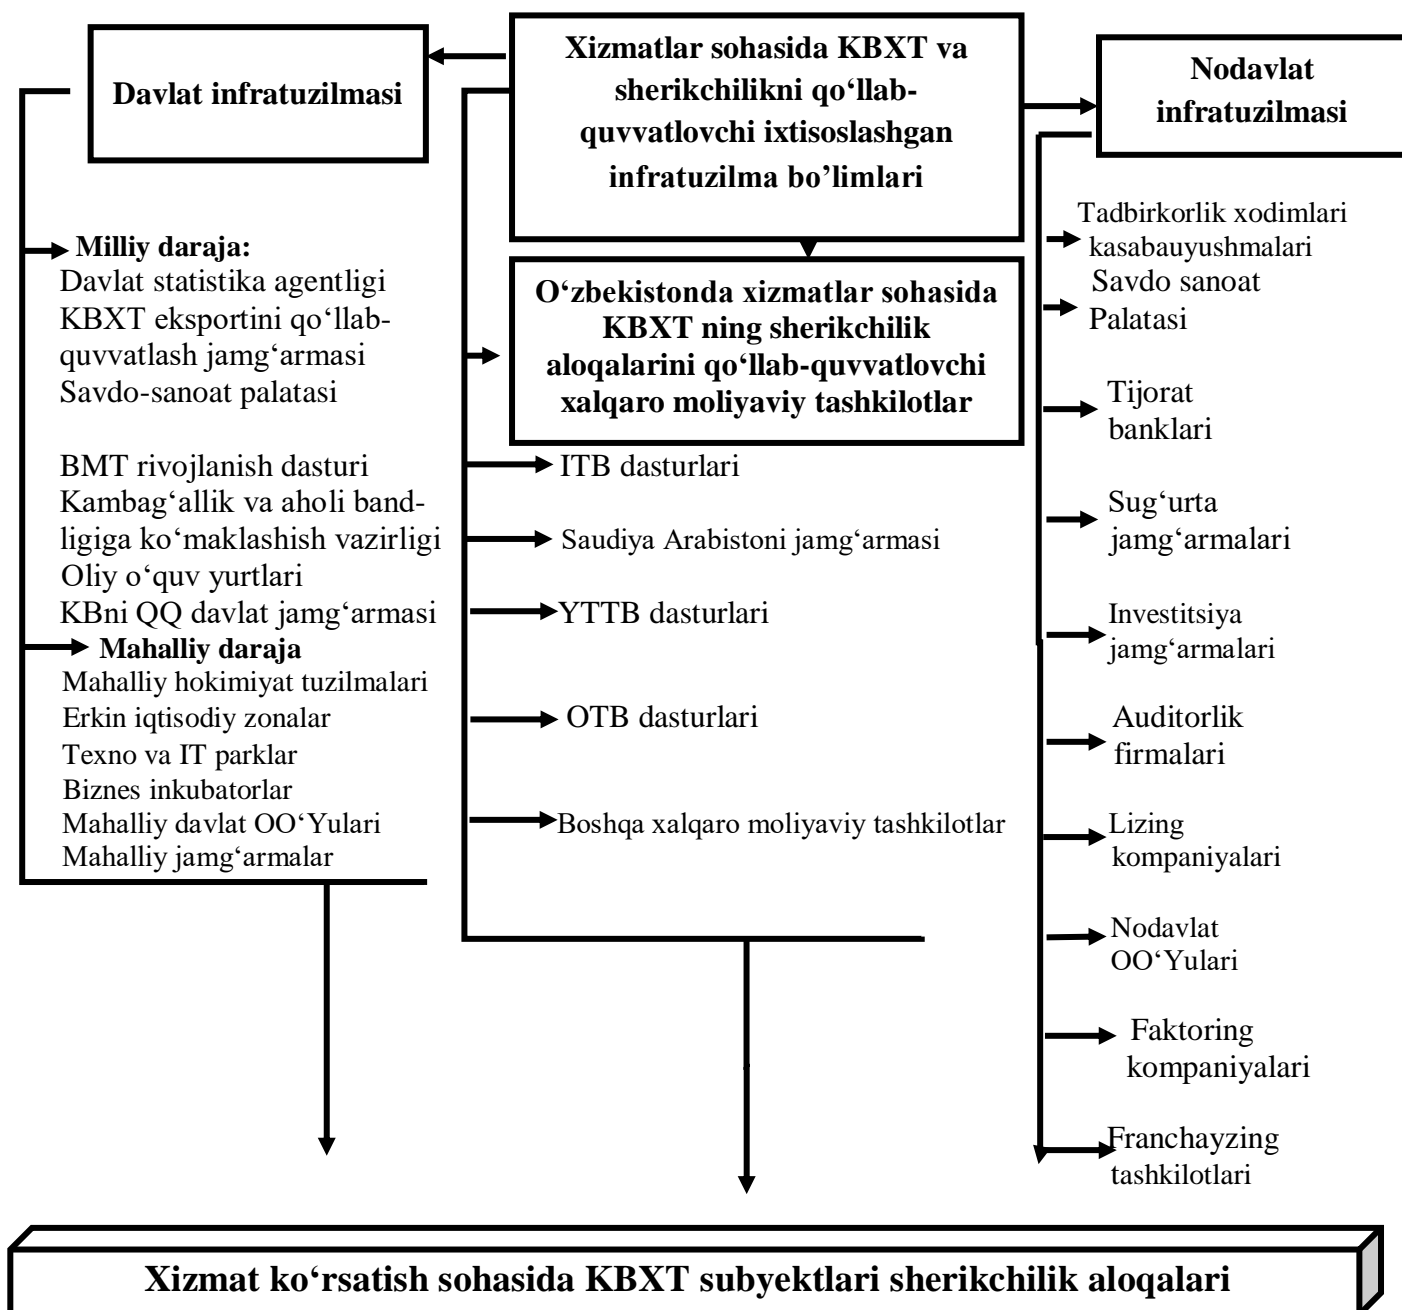 Xizmatlar sohasida KBXT va
sherikchilikni qo‘llab-
quvvatlovchi ixtisoslashgan
infratuzilma bo’limlari
Davlat infratuzilmasi
Nodavlat
infratuzilmasi
Milliy daraja:
Davlat statistika agentligi
KBXT eksportini qo‘llab-
quvvatlash jamg‘armasi
Savdo-sanoat palatasi
BMT rivojlanish dasturi
Kambag‘allik va aholi band-
ligiga ko‘maklashish vazirligi
Oliy o‘quv yurtlari
KBni QQ davlat jamg‘armasi
Mahalliy daraja
Mahalliy hokimiyat tuzilmalari
Erkin iqtisodiy zonalar
Texno va IT parklar
Biznes inkubatorlar
Mahalliy davlat OO‘Yulari
Mahalliy jamg‘armalar
O‘zbekistonda xizmatlar sohasida
KBXT ning sherikchilik
aloqalarini qo‘llab-quvvatlovchi
xalqaro moliyaviy tashkilotlar
ITB dasturlari
Saudiya Arabistoni jamg‘armasi
YTTB dasturlari
OTB dasturlari
Boshqa xalqaro moliyaviy tashkilotlar
Tadbirkorlik xodimlari
kasabauyushmalari
Savdo sanoat
Palatasi
Tijorat
banklari
Sug‘urta
jamg‘armalari
Investitsiya
jamg‘armalari
Auditorlik
firmalari
Lizing
kompaniyalari
Nodavlat
OO‘Yulari
Faktoring
kompaniyalari
Franchayzing
tashkilotlari
Xizmat ko‘rsatish sohasida KBXT subyektlari sherikchilik aloqalari